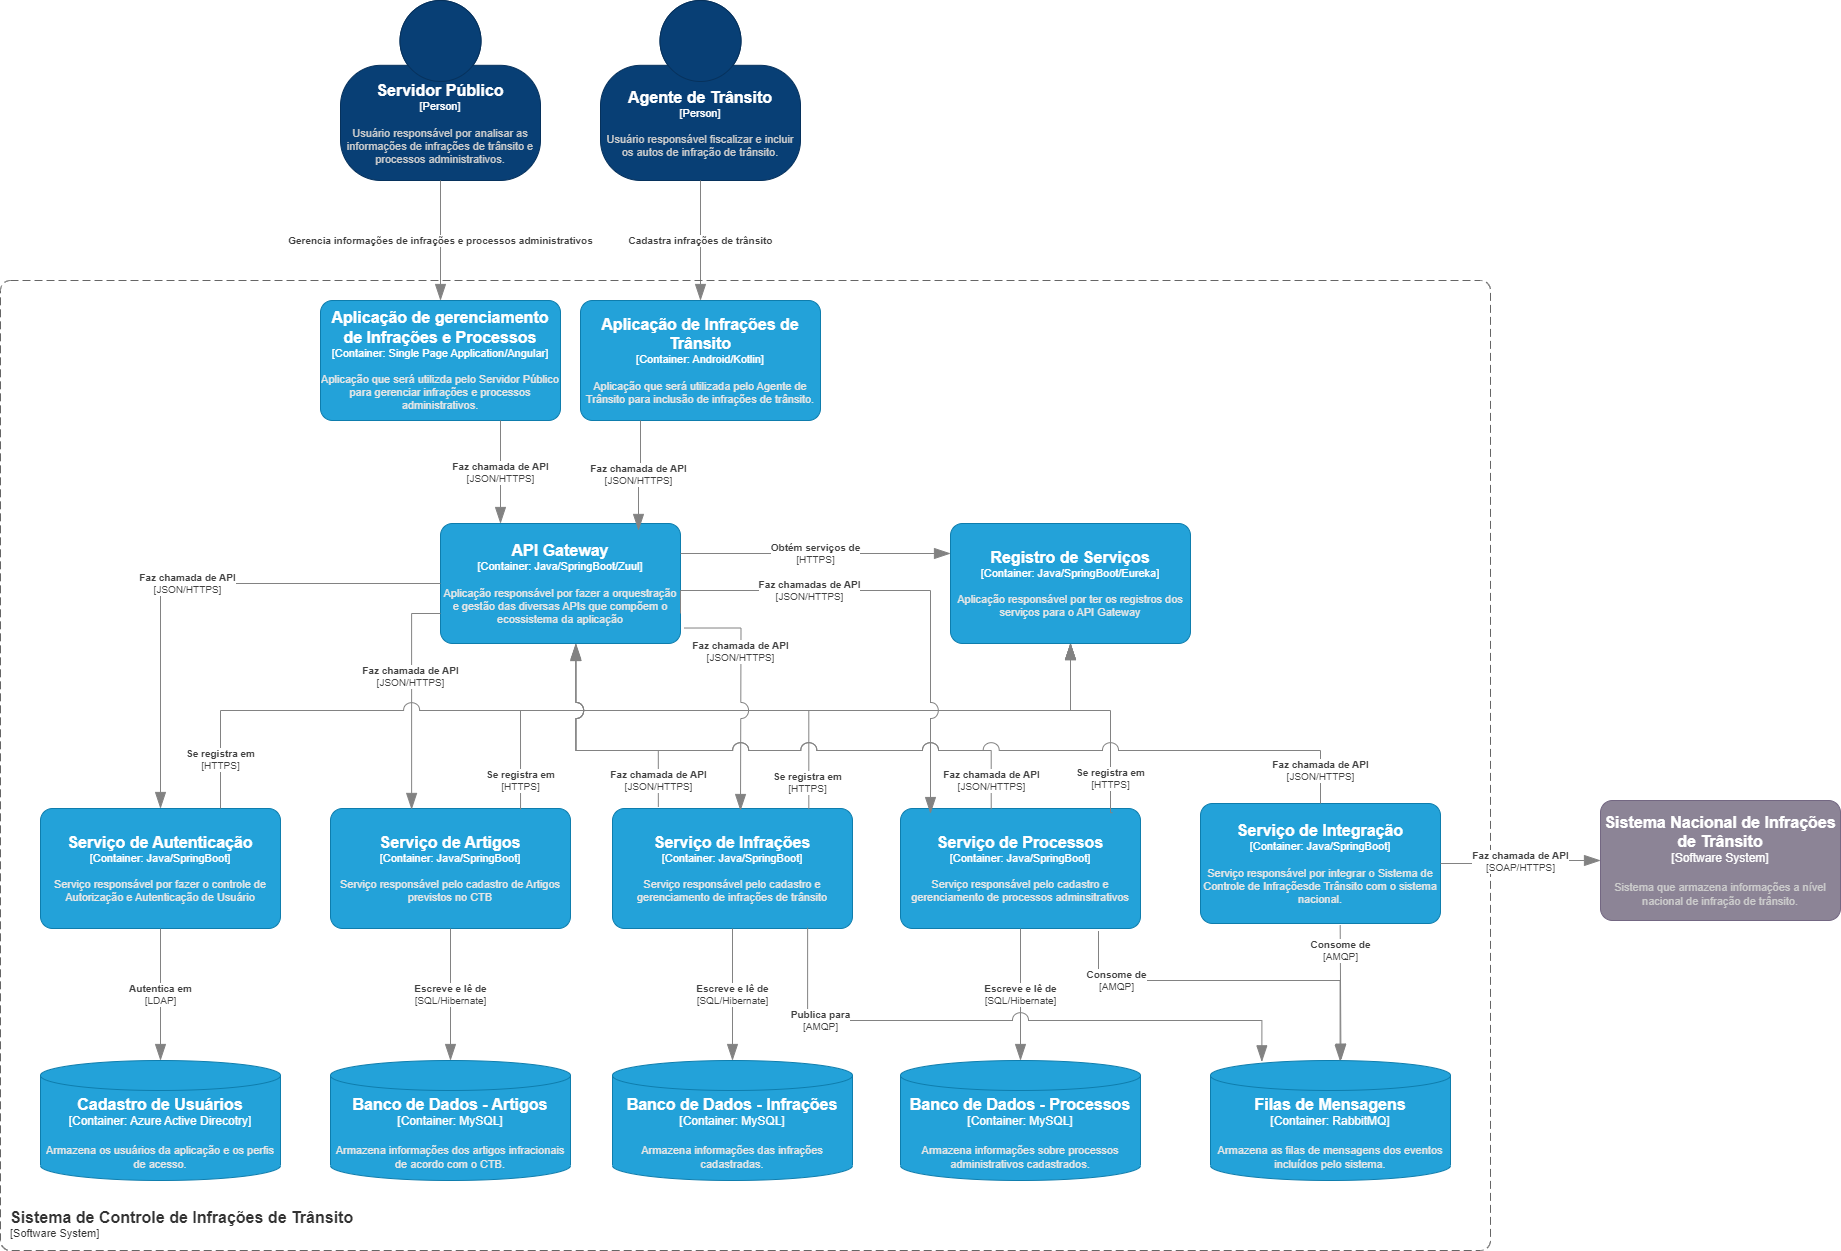 Servidor Público
[Person]
Usuário responsável por analisar as
informações de infrações de trânsito e
processos administrativos.
Agente de Trânsito
[Person]
Usuário responsável fiscalizar e incluir
os autos de infração de trânsito.
Gerencia informações de infrações e processos administrativos
Cadastra infrações de trânsito
Aplicação de gerenciamento
de Infrações e Processos
[Container: Single Page Application/Angular]
Aplicação que será utilizda pelo Servidor Público
para gerenciar infrações e processos
administrativos.
Aplicação de Infrações de
Trânsito
[Container: Android/Kotlin]
Aplicação que será utilizada pelo Agente de
Trânsito para inclusão de infrações de trânsito.
Faz chamada de API
[JSON/HTTPS]
Faz chamada de API
[JSON/HTTPS]
API Gateway
[Container: Java/SpringBoot/Zuul]
Aplicação responsável por fazer a orquestração
e gestão das diversas APIs que compõem o
ecossistema da aplicação
Obtém serviços de
[HTTPS]
Registro de Serviços
[Container: Java/SpringBoot/Eureka]
Aplicação responsável por ter os registros dos
serviços para o API Gateway
Faz chamada de API
[JSON/HTTPS]
Faz chamadas de API
[JSON/HTTPS]
Faz chamada de API
[JSON/HTTPS]
Faz chamada de API
[JSON/HTTPS]
Se registra em
[HTTPS]
Se registra em
[HTTPS]
Faz chamada de API
[JSON/HTTPS]
Se registra em
[HTTPS]
Faz chamada de API
[JSON/HTTPS]
Se registra em
[HTTPS]
Faz chamada de API
[JSON/HTTPS]
Serviço de Autenticação
[Container: Java/SpringBoot]
Serviço responsável por fazer o controle de
Autorização e Autenticação de Usuário
Serviço de Artigos
[Container: Java/SpringBoot]
Serviço responsável pelo cadastro de Artigos
previstos no CTB
Serviço de Infrações
[Container: Java/SpringBoot]
Serviço responsável pelo cadastro e
gerenciamento de infrações de trânsito
Serviço de Processos
[Container: Java/SpringBoot]
Serviço responsável pelo cadastro e
gerenciamento de processos adminsitrativos
Serviço de Integração
[Container: Java/SpringBoot]
Serviço responsável por integrar o Sistema de
Controle de Infraçõesde Trânsito com o sistema
nacional.
Faz chamada de API
[SOAP/HTTPS]
Sistema Nacional de Infrações
de Trânsito
[Software System]
Sistema que armazena informações a nível
nacional de infração de trânsito.
Autentica em
[LDAP]
Escreve e lê de
[SQL/Hibernate]
Escreve e lê de
[SQL/Hibernate]
Publica para
[AMQP]
Escreve e lê de
[SQL/Hibernate]
Consome de
[AMQP]
Consome de
[AMQP]
Cadastro de Usuários
[Container: Azure Active Direcotry]
Armazena os usuários da aplicação e os perfis
de acesso.
Banco de Dados - Artigos
[Container: MySQL]
Armazena informações dos artigos infracionais
de acordo com o CTB.
Banco de Dados - Infrações
[Container: MySQL]
Armazena informações das infrações
cadastradas.
Banco de Dados - Processos
[Container: MySQL]
Armazena informações sobre processos
administrativos cadastrados.
Filas de Mensagens
[Container: RabbitMQ]
Armazena as filas de mensagens dos eventos
incluídos pelo sistema.
Sistema de Controle de Infrações de Trânsito
[Software System]